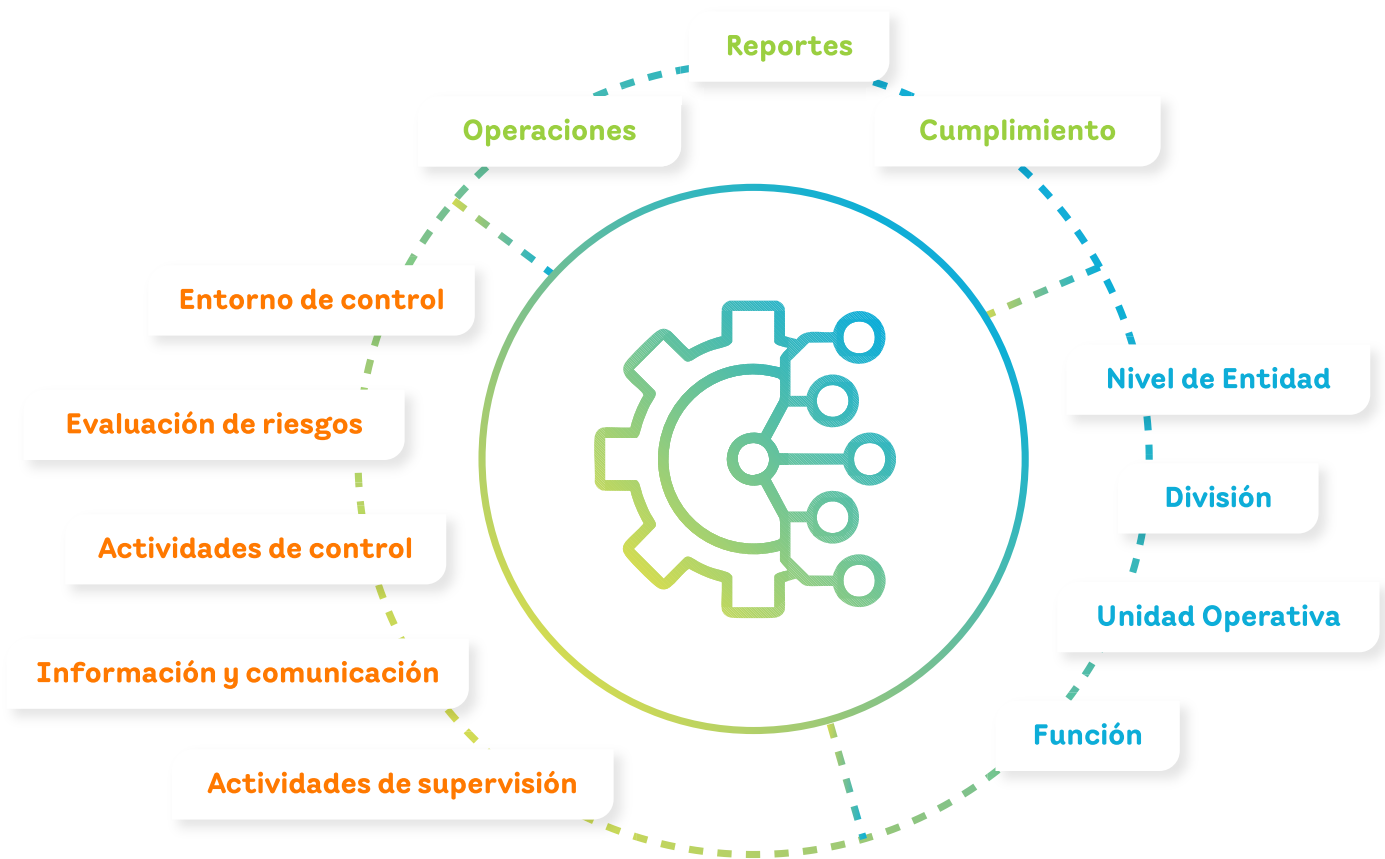 Reportes
Operaciones
Cumplimiento
Entorno de control
Evaluación de riesgos
Actividades de control
Información y comunicación
Actividades de supervisión
Nivel de Entidad
División
Unidad Operativa
Función